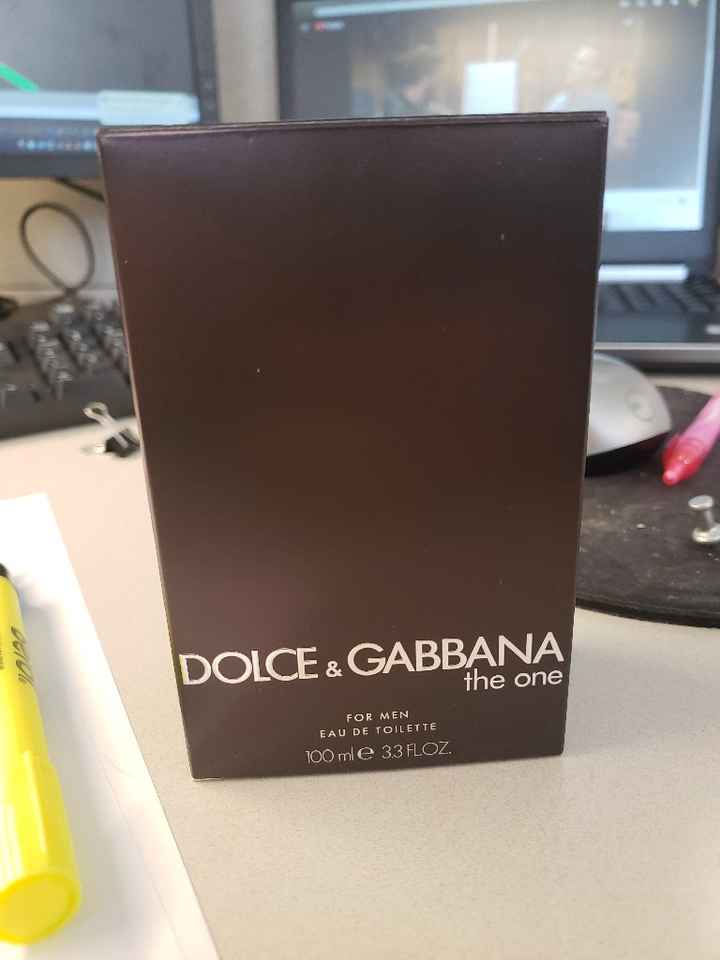 DOLCE & GABBANA
the one
FOR MEN
EAU DE TOILETTE
100 ml ℮ 3.3 FL.OZ.